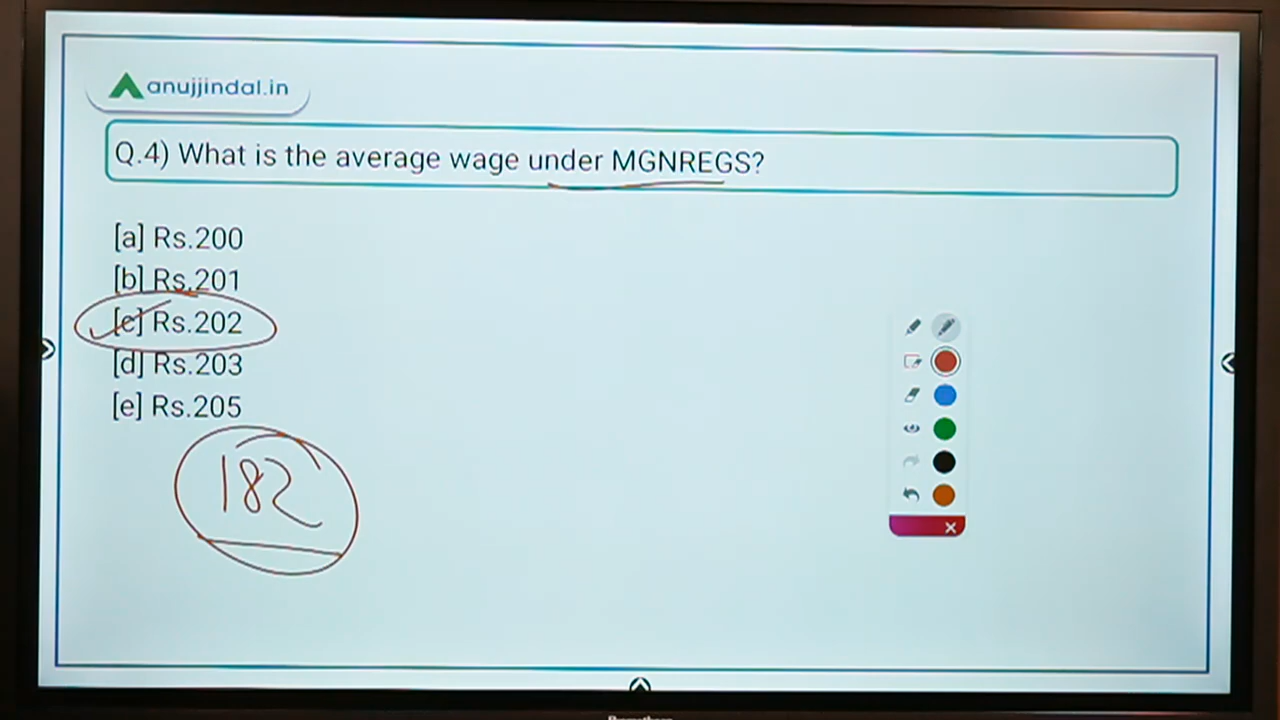 anujjindal.in
Q.4) What is the average wage under MGNREGS?
[a] Rs.200
[b] Rs.201
[c] Rs.202
[d] Rs.203
[e] Rs.205
182